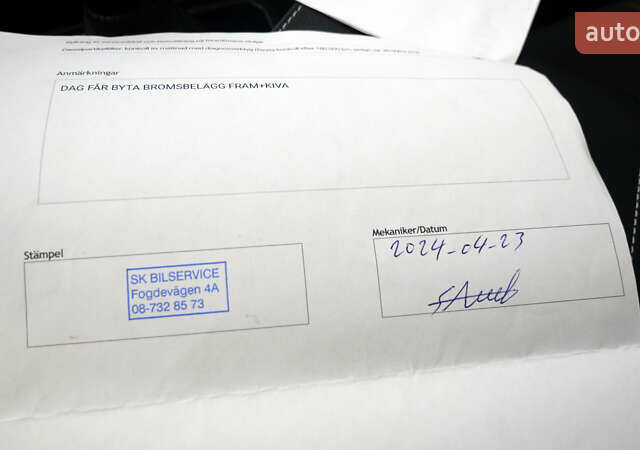 auto
Anmärkningar
DAG FÅR BYTA BROMSBELÄGG FRAM+KIVA
Stämpel
SK BILSERVICE
Fogdevägen 4A
08-732 85 73
Mekaniker/Datum
2024-04-23